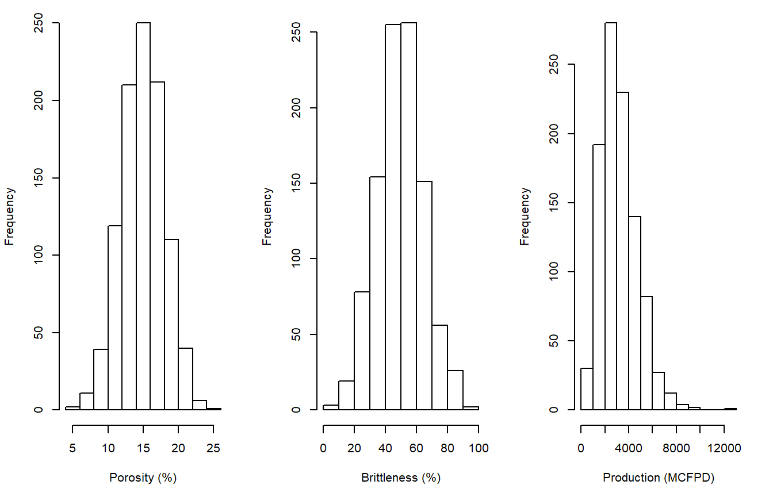 Frequency
0 50 100 150 200 250
5 10 15 20 25
Porosity (%)
Frequency
0 50 100 150 200 250
0 20 40 60 80 100
Brittleness (%)
Frequency
0 50 100 150 200 250
0 4000 8000 12000
Production (MCFPD)